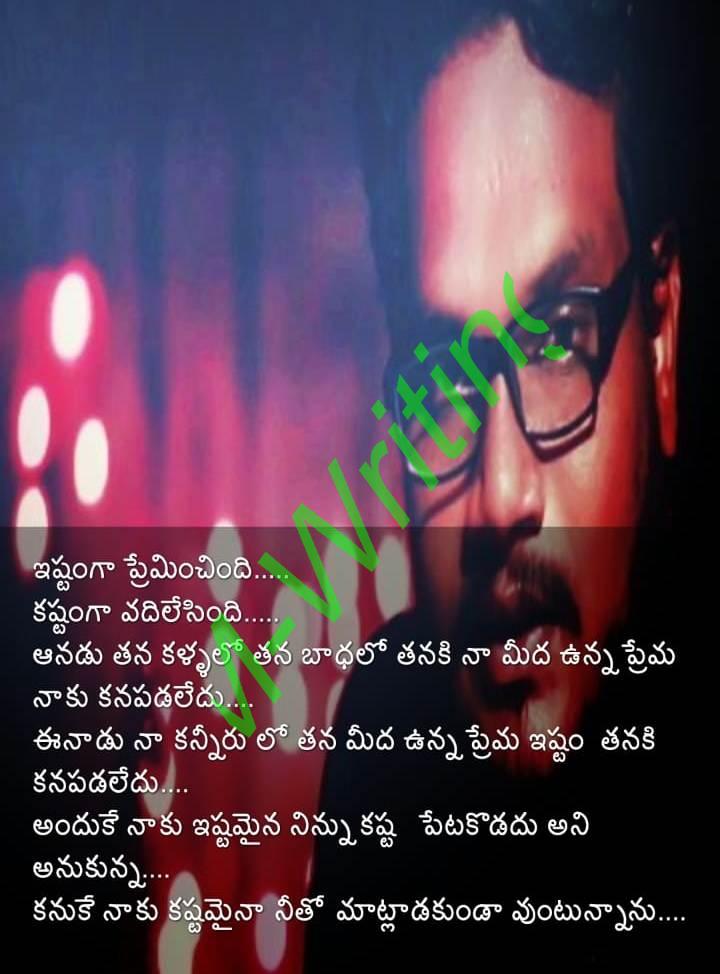 M-Writing
ఇష్టంగా ప్రేమించింది.....
కష్టంగా వదిలేసింది.....
ఆనడు తన కళ్ళలో తన బాధలో తనకి నా మీద ఉన్న ప్రేమ
నాకు కనపడలేదు....
ఈనాడు నా కన్నీరు లో తన మీద ఉన్న ప్రేమ ఇష్టం తనకి
కనపడలేదు....
అందుకే నాకు ఇష్టమైన నిన్ను కష్ట పేటకొడదు అని
అనుకున్న....
కనుకే నాకు కష్టమైనా నీతో మాట్లాడకుండా వుంటున్నాను....